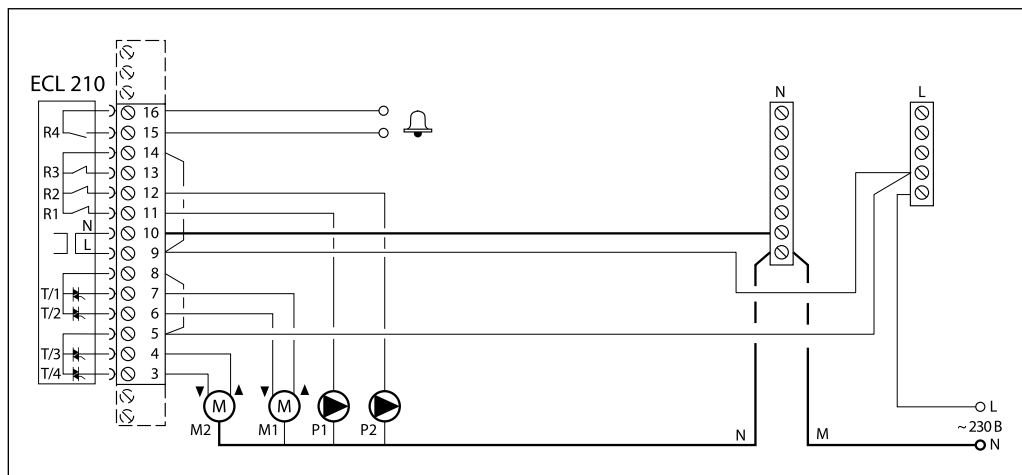 ECL 210
N
L
16
R4
15
14
R3
13
R2
12
R1
11
N
10
L
9
8
T/1
7
T/2
6
5
T/3
4
T/4
3
M
M
M2
M1
P1
P2
N
M
L
~ 230 В
N